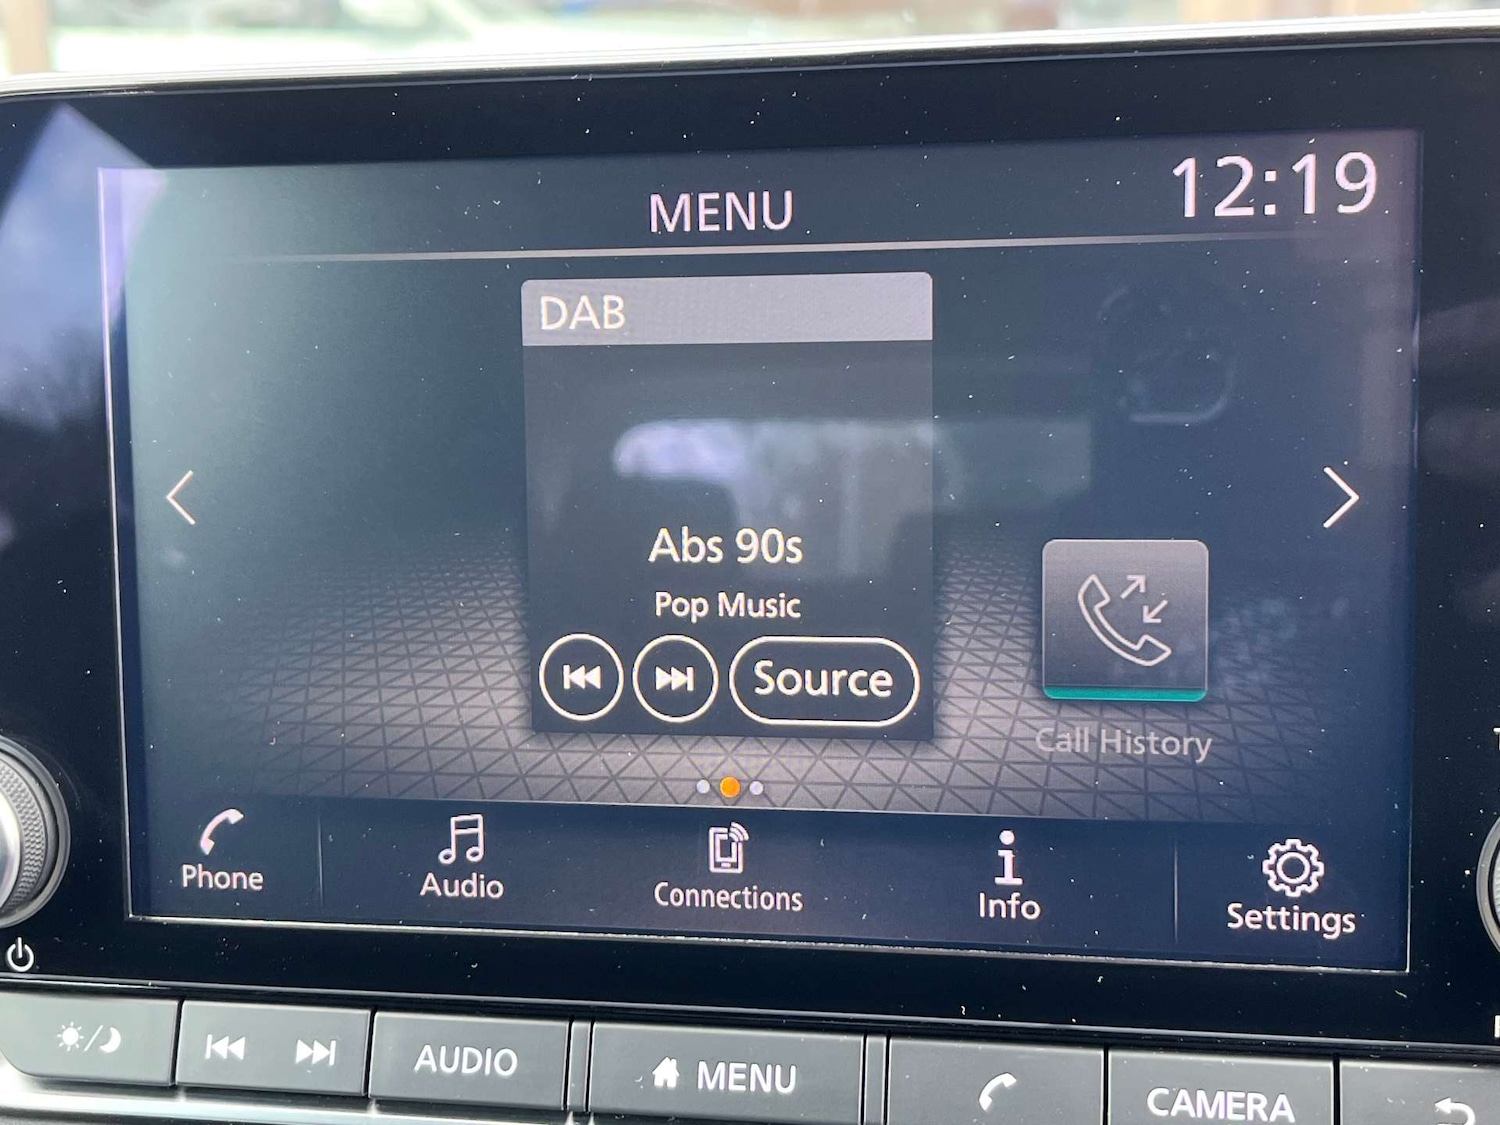 MENU
12:19
DAB
Abs 90s
Pop Music
Source
Call History
Phone
Audio
Connections
Info
Settings
AUDIO
MENU
CAMERA